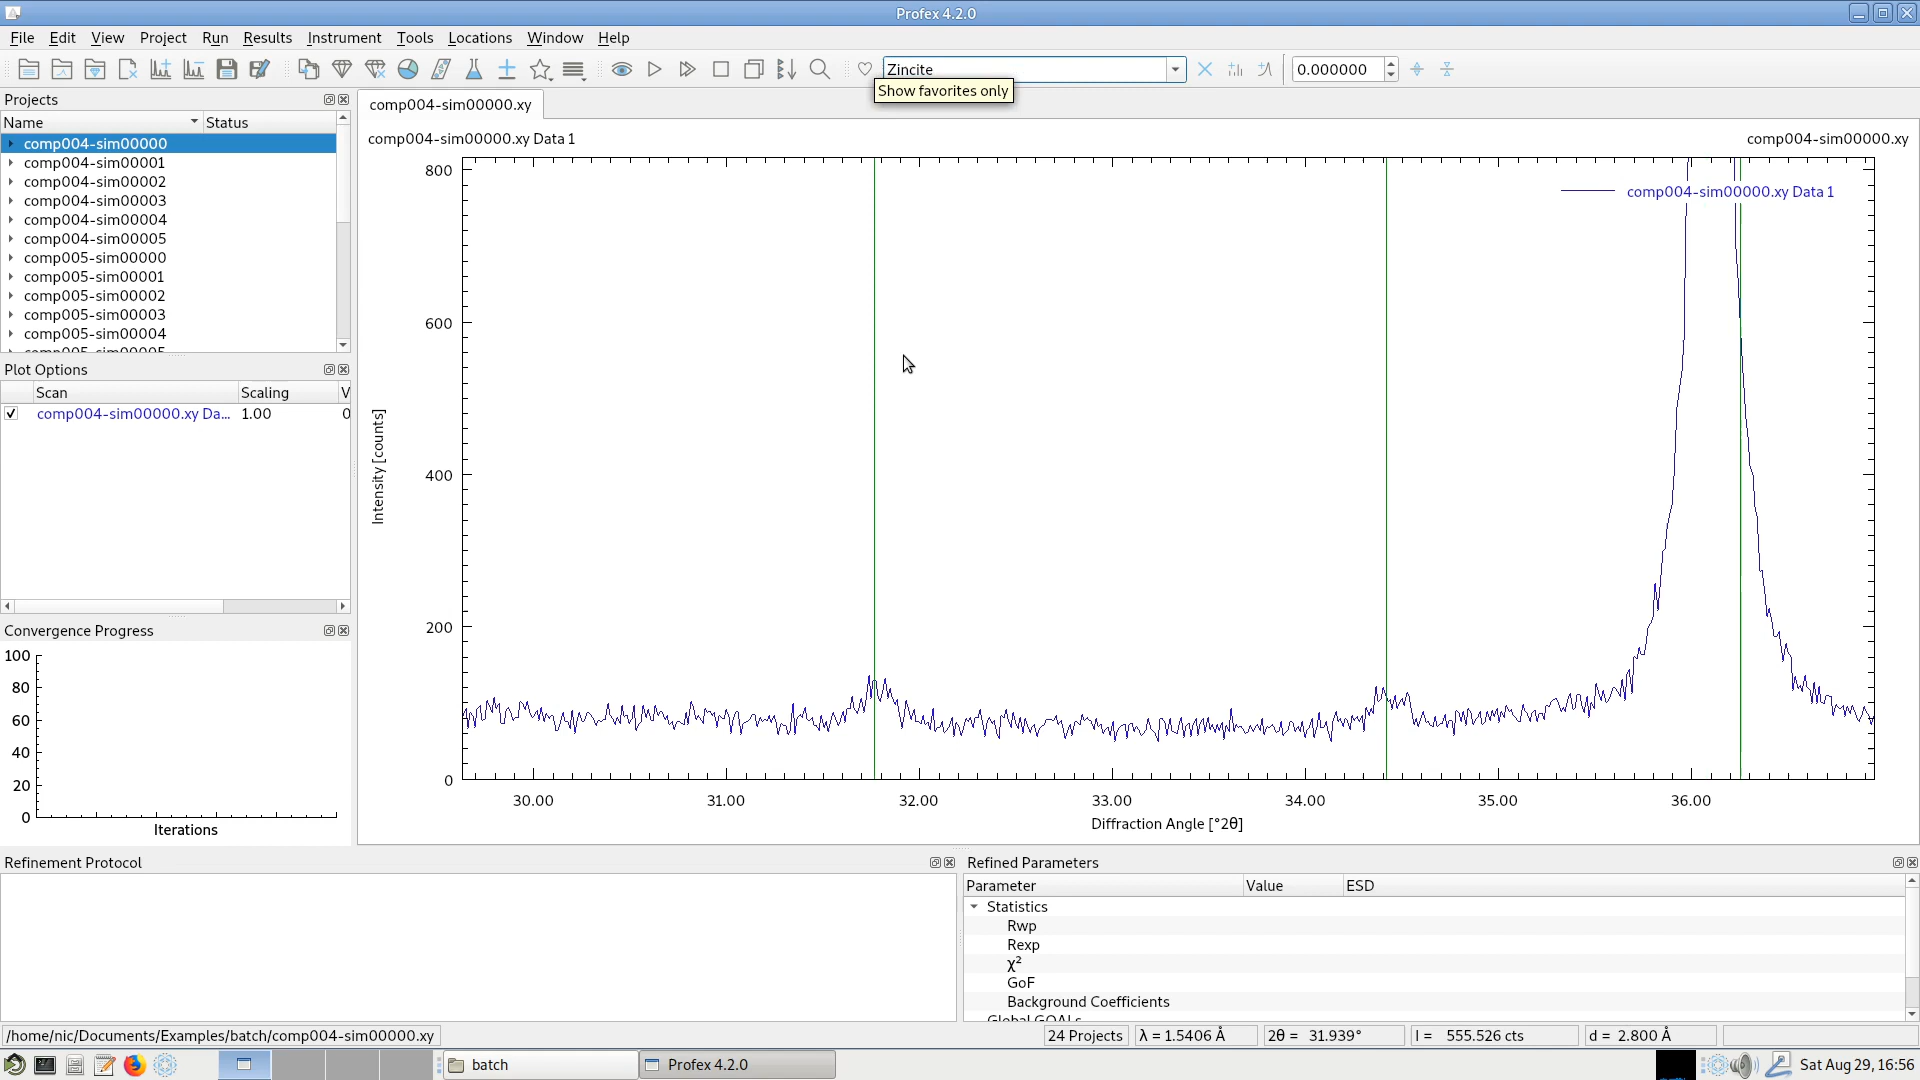 Profex 4.2.0
File Edit View Project Run Results Instrument Tools Locations Window Help
Zincite
0.000000
Show favorites only
Projects
Name Status
comp004-sim00000
comp004-sim00001
comp004-sim00002
comp004-sim00003
comp004-sim00004
comp004-sim00005
comp005-sim00000
comp005-sim00001
comp005-sim00002
comp005-sim00003
comp005-sim00004
comp005-sim00005
Plot Options
Scan Scaling V
comp004-sim00000.xy Da... 1.00 0
Convergence Progress
100
80
60
40
20
0
Iterations
comp004-sim00000.xy
comp004-sim00000.xy Data 1 comp004-sim00000.xy
comp004-sim00000.xy Data 1
800
600
400
200
0
Intensity [counts]
30.00 31.00 32.00 33.00 34.00 35.00 36.00
Diffraction Angle [°2θ]
Refinement Protocol
Refined Parameters
Parameter Value ESD
Statistics
Rwp
Rexp
χ²
GoF
Background Coefficients
Global GOALs
/home/nic/Documents/Examples/batch/comp004-sim00000.xy
24 Projects λ = 1.5406 Å 2θ = 31.939° I = 555.526 cts d = 2.800 Å
batch
Profex 4.2.0
Sat Aug 29, 16:56